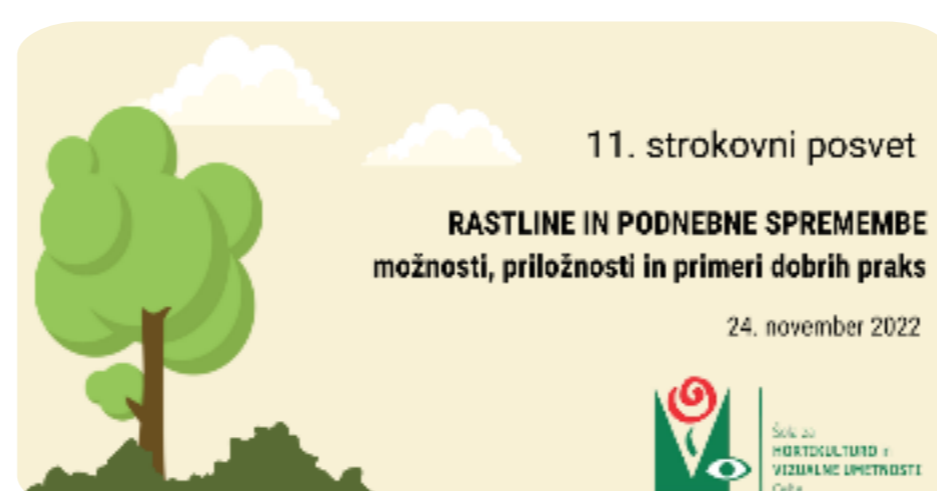 11. strokovni posvet
RASTLINE IN PODNEBNE SPREMEMBE
možnosti, priložnosti in primeri dobrih praks
24. november 2022
Šola za
HORTIKULTURO in
VIZUALNE UMETNOSTI
Celje